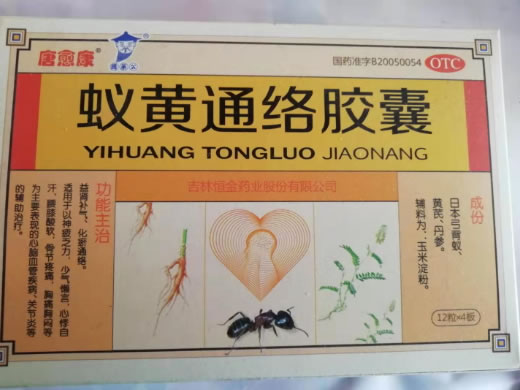 唐愈康®
蒋家公
国药准字B20050054
OTC
蚁黄通络胶囊
YIHUANG TONGLUO JIAONANG
吉林恒金药业股份有限公司
功能主治
益肾补气、化瘀通络。
适用于以神疲乏力、少气懒言、心悸自
汗、腰膝酸软、骨节疼痛、胸痛胸闷等
为主要表现的心脑血管疾病、关节炎等
的辅助治疗。
成份
日本弓背蚁、
黄芪、丹参。
辅料为：玉米淀粉。
12粒×4板